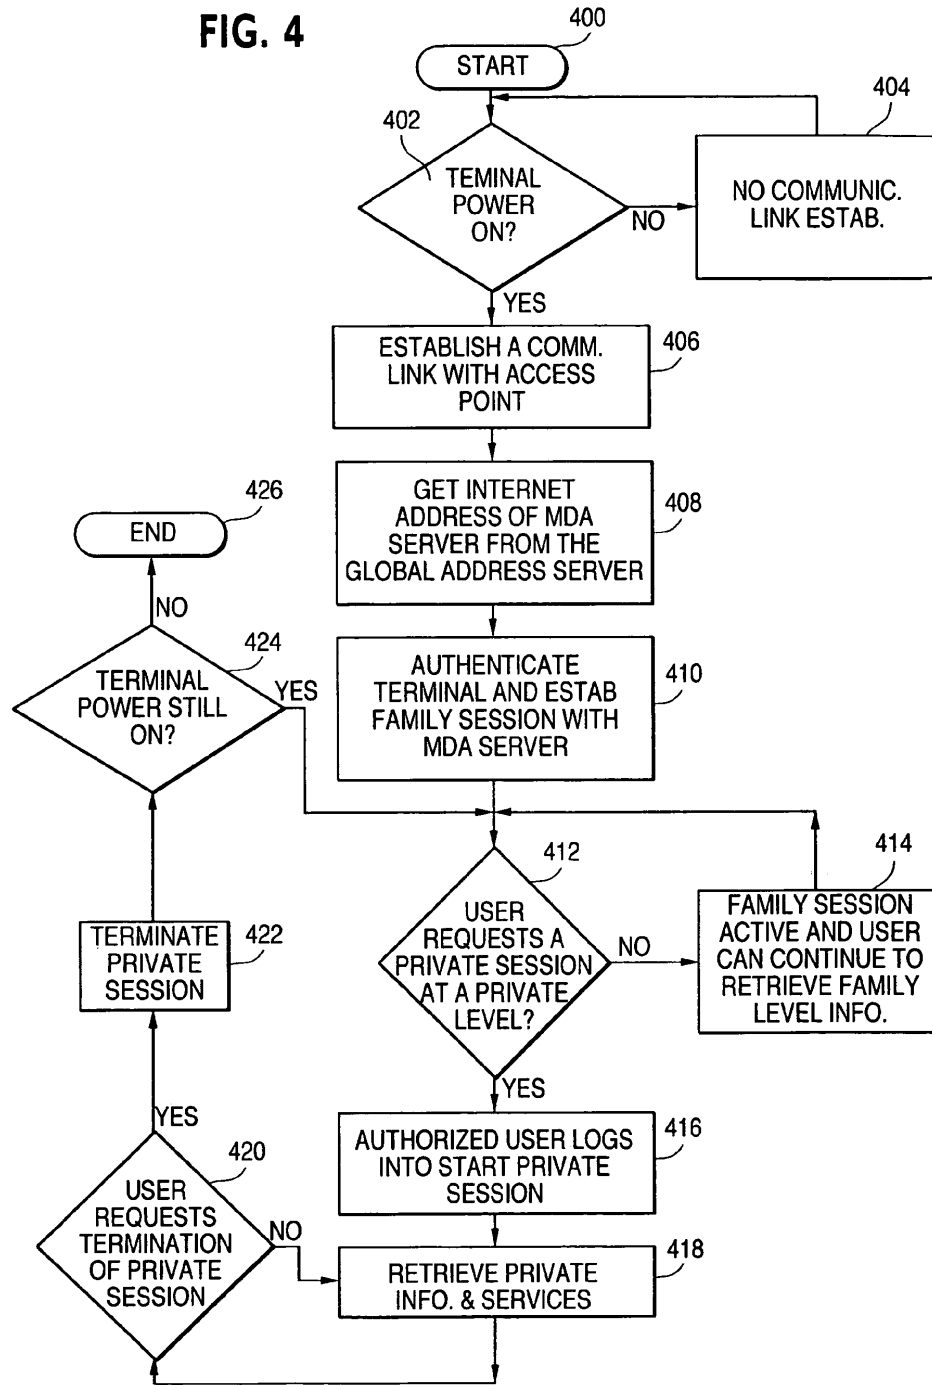 FIG. 4
400
START
404
402
TEMINAL
POWER
ON?
NO
NO COMMUNIC.
LINK ESTAB.
YES
ESTABLISH A COMM.
LINK WITH ACCESS
POINT
406
GET INTERNET
ADDRESS OF MDA
SERVER FROM THE
GLOBAL ADDRESS SERVER
408
426
END
NO
424
TERMINAL
POWER STILL
ON?
YES
AUTHENTICATE
TERMINAL AND ESTAB
FAMILY SESSION WITH
MDA SERVER
410
412
USER
REQUESTS A
PRIVATE SESSION
AT A PRIVATE
LEVEL?
NO
414
FAMILY SESSION
ACTIVE AND USER
CAN CONTINUE TO
RETRIEVE FAMILY
LEVEL INFO.
TERMINATE
PRIVATE
SESSION
422
YES
YES
AUTHORIZED USER LOGS
INTO START PRIVATE
SESSION
416
420
USER
REQUESTS
TERMINATION
OF PRIVATE
SESSION
NO
RETRIEVE PRIVATE
INFO. & SERVICES
418